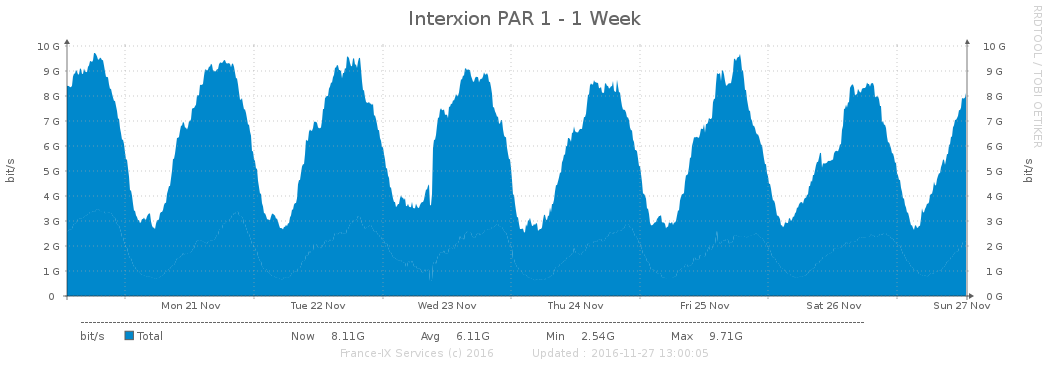 Interxion PAR 1 - 1 Week
RRDTOOL / TOBI OETIKER
bit/s
10 G 10 G
9 G 9 G
8 G 8 G
7 G 7 G
6 G 6 G
5 G 5 G
4 G 4 G
3 G 3 G
2 G 2 G
1 G 1 G
0 0 G
bit/s
Mon 21 Nov Tue 22 Nov Wed 23 Nov Thu 24 Nov Fri 25 Nov Sat 26 Nov Sun 27 Nov
bit/s Total Now 8.11G Avg 6.11G Min 2.54G Max 9.71G
France-IX Services (c) 2016 Updated : 2016-11-27 13:00:05